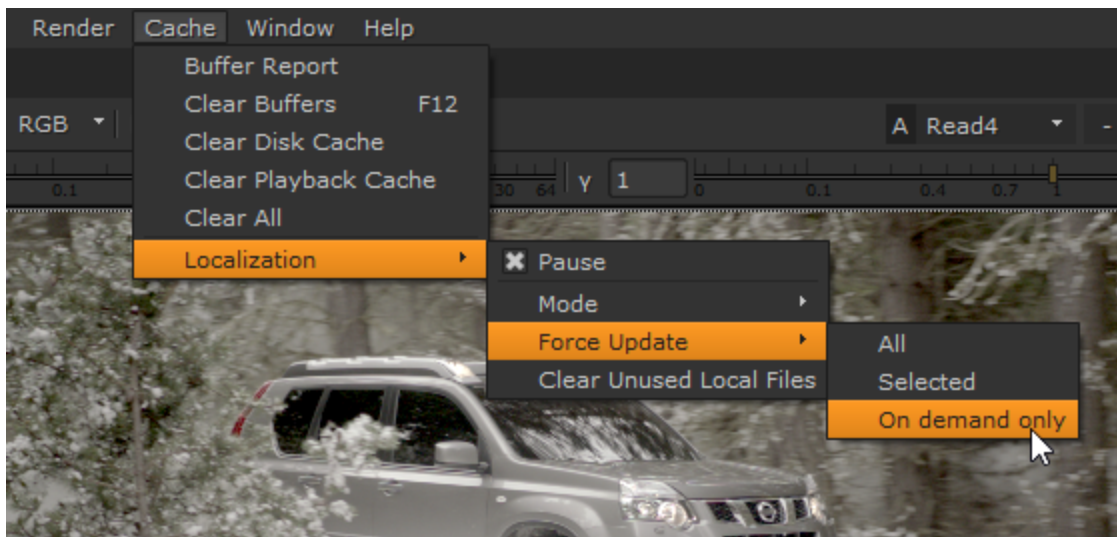 Render Cache Window Help
Buffer Report
Clear Buffers F12
RGB
A Read4 -
Clear Disk Cache
Clear Playback Cache
0.1 30 64 γ 1 0 0.1 0.4 0.7 1
Clear All
Localization
Pause
Mode
Force Update
All
Clear Unused Local Files
Selected
On demand only